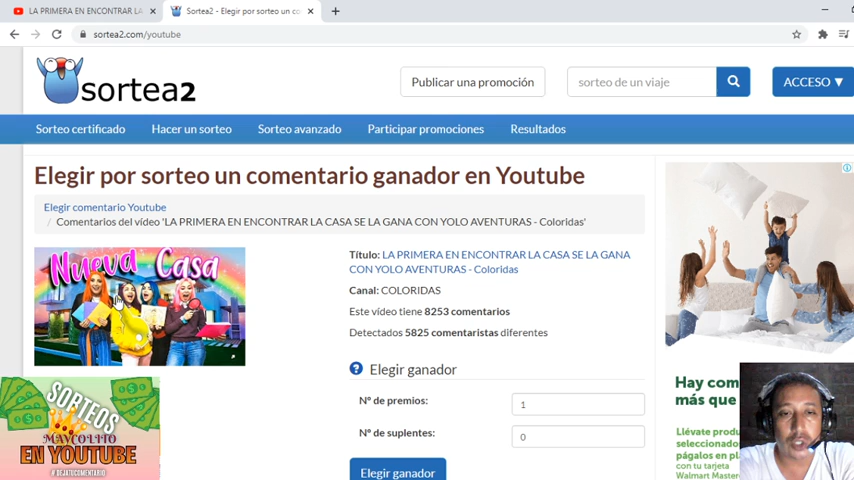 LA PRIMERA EN ENCONTRAR LA
Sortea2 - Elegir por sorteo un co
sortea2.com/youtube
sortea2
Publicar una promoción
sorteo de un viaje
ACCESO ▼
Sorteo certificado
Hacer un sorteo
Sorteo avanzado
Participar promociones
Resultados
Elegir por sorteo un comentario ganador en Youtube
Elegir comentario Youtube
/ Comentarios del vídeo 'LA PRIMERA EN ENCONTRAR LA CASA SE LA GANA CON YOLO AVENTURAS - Coloridas'
Nueva Casa
Título: LA PRIMERA EN ENCONTRAR LA CASA SE LA GANA
CON YOLO AVENTURAS - Coloridas
Canal: COLORIDAS
Este vídeo tiene 8253 comentarios
Detectados 5825 comentaristas diferentes
Elegir ganador
Nº de premios:
1
Nº de suplentes:
0
Elegir ganador
SORTEOS
MAYCOLITO
EN YOUTUBE
#DEJATUCOMENTARIO
Hay com
más que
Llévate produ
seleccionado
págalos en pl
con tu tarjeta
Walmart Master